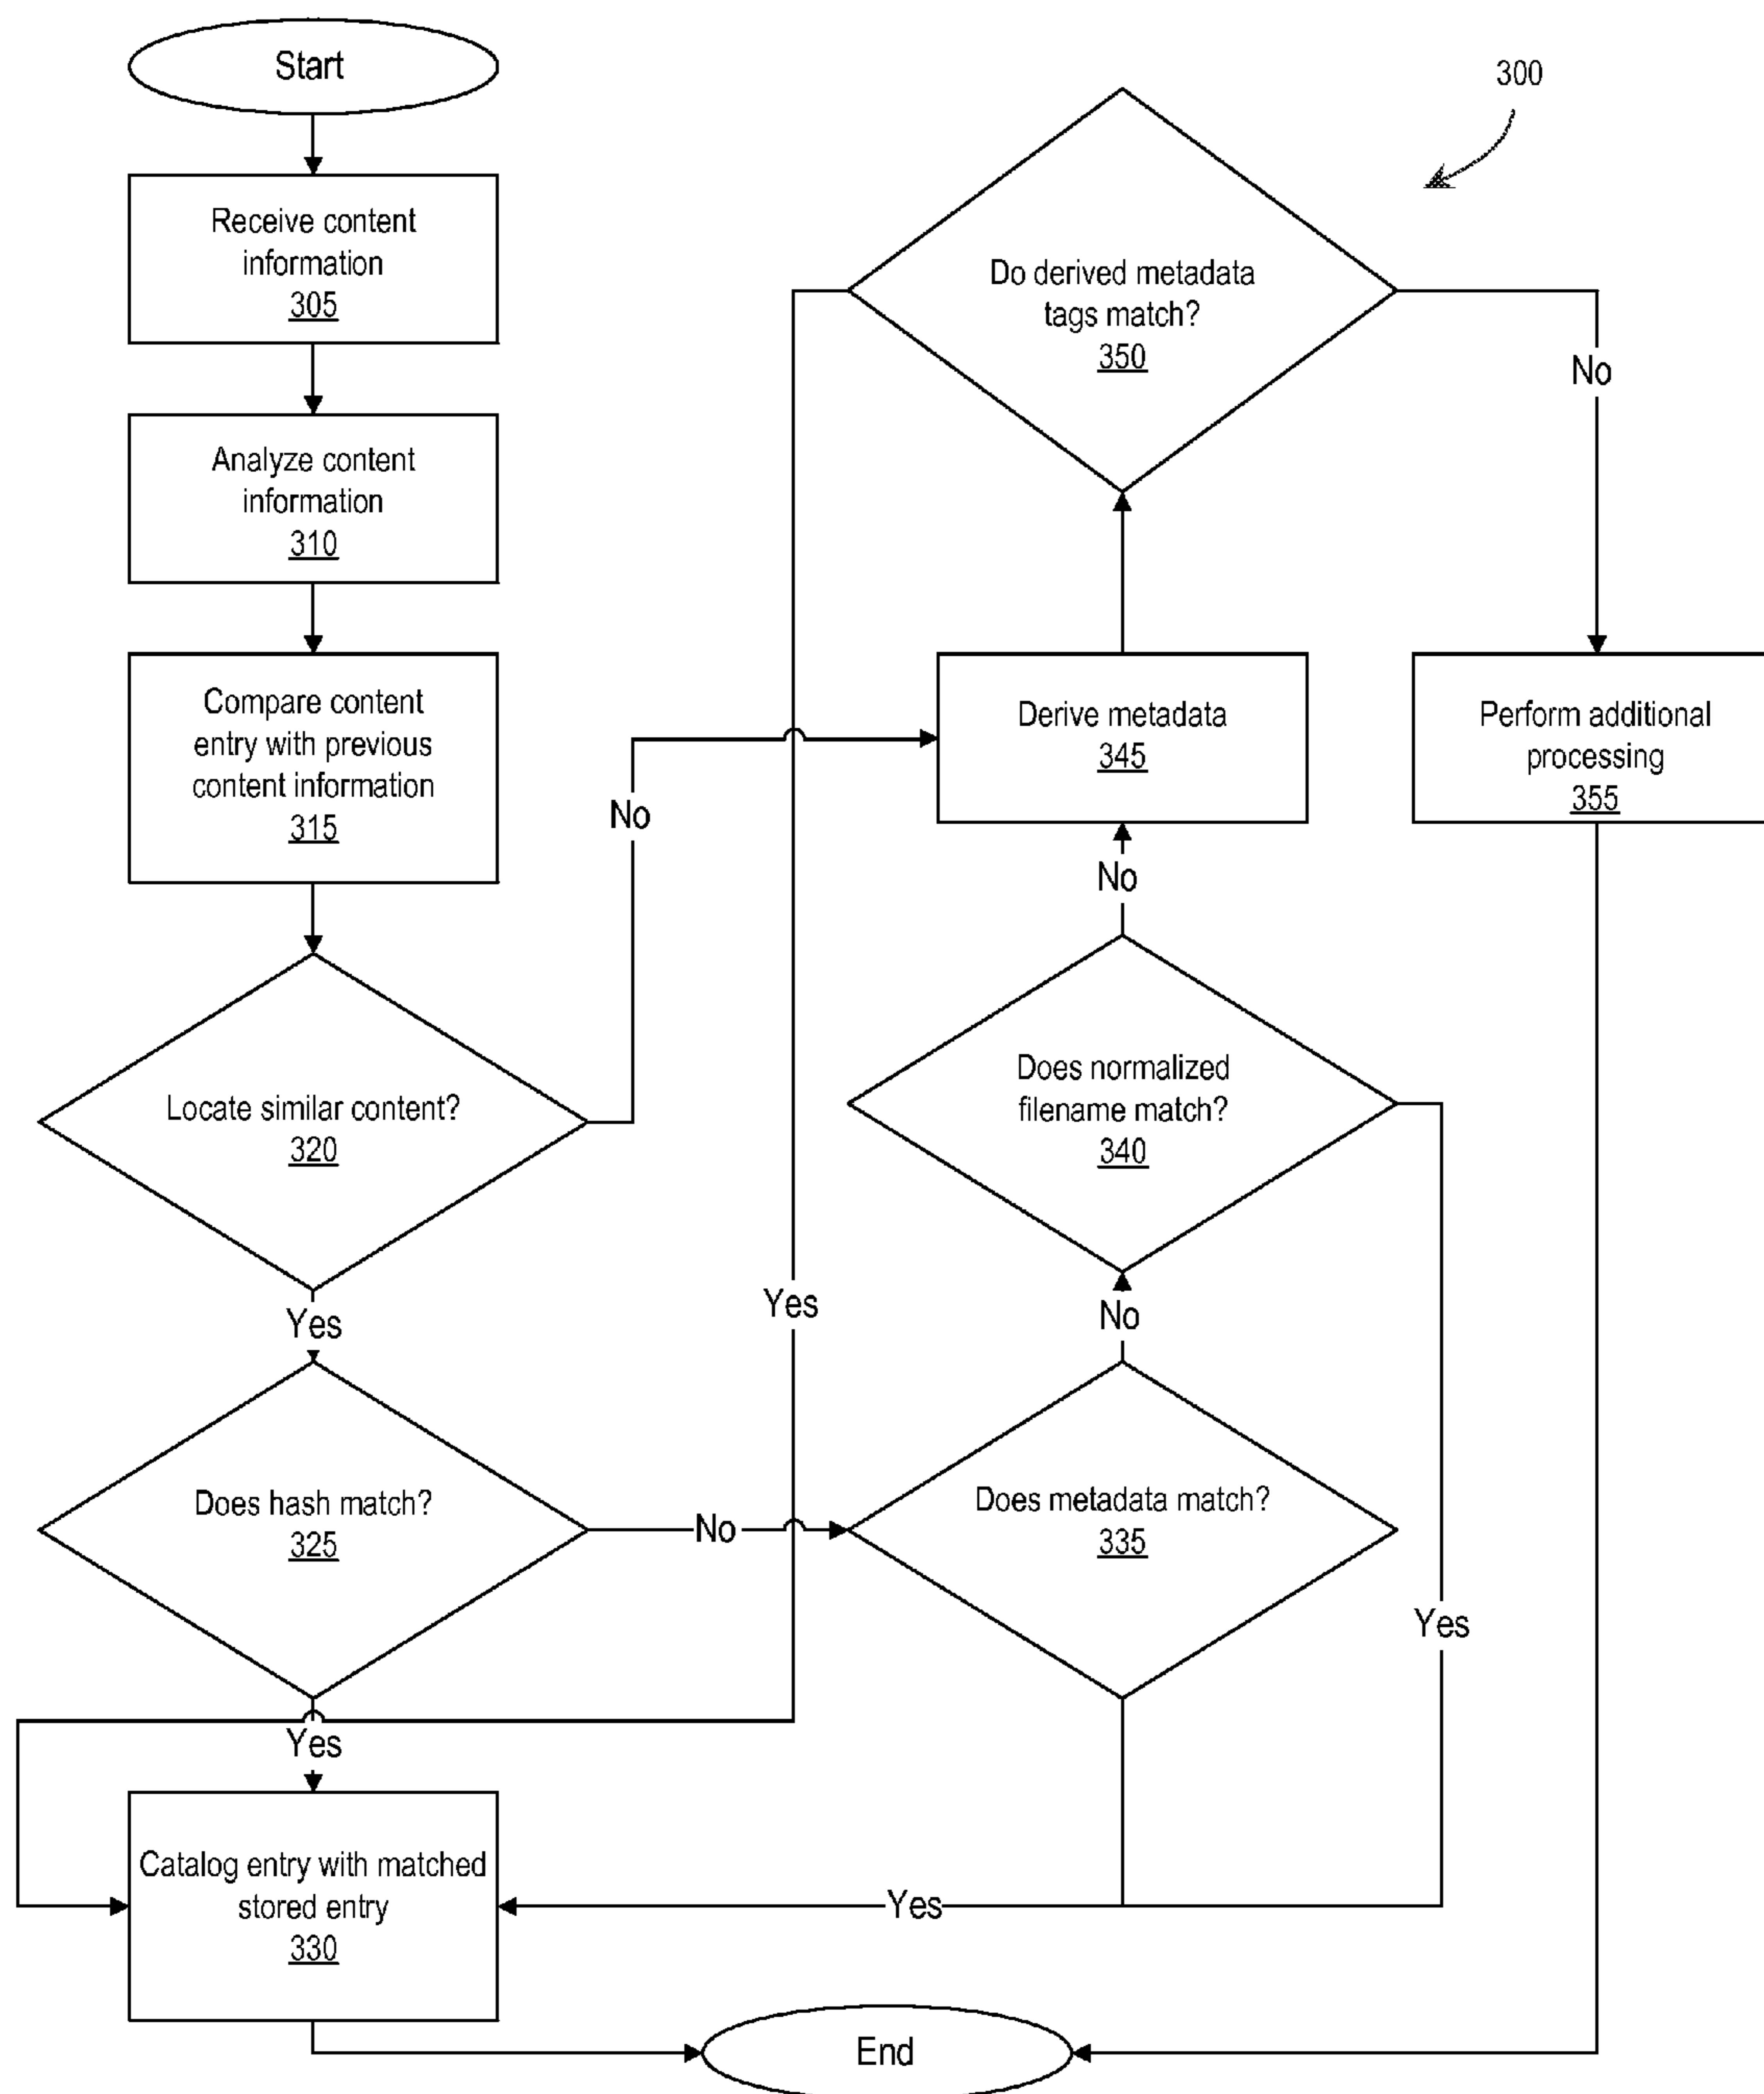 Start
300
Receive content
information
305
Do derived metadata
tags match?
350
No
Analyze content
information
310
Compare content
entry with previous
content information
315
Derive metadata
345
Perform additional
processing
355
No
No
Locate similar content?
320
Does normalized
filename match?
340
Yes
Yes
No
Does hash match?
325
No
Does metadata match?
335
Yes
Yes
Catalog entry with matched
stored entry
330
Yes
End